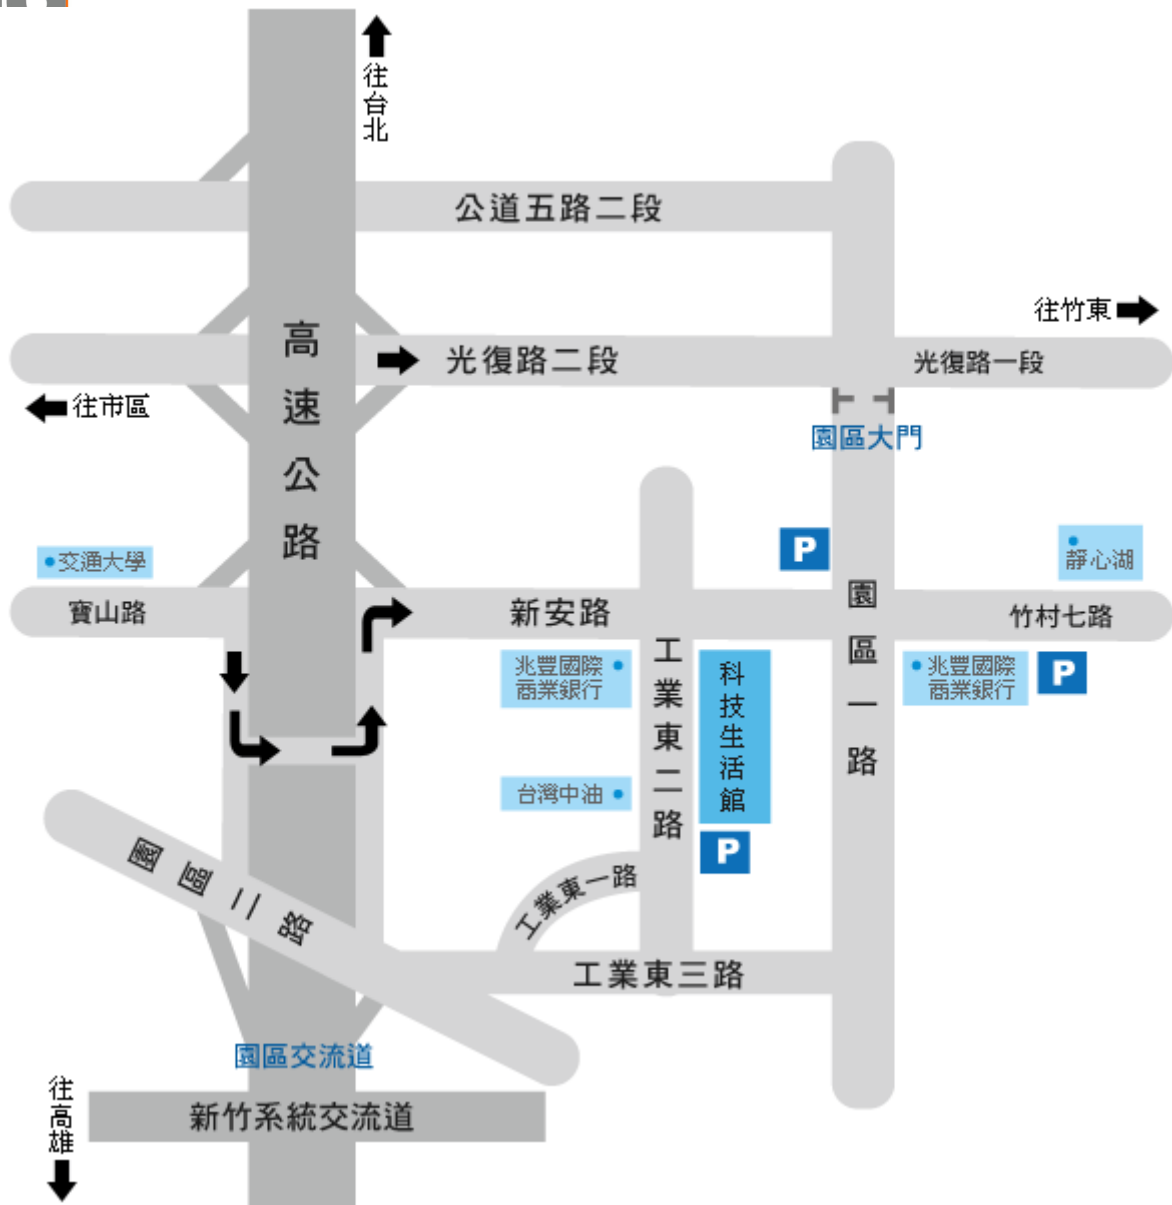 往台北
公道五路二段
往竹東
高速公路
光復路二段
光復路一段
往市區
園區大門
交通大學
P
靜心湖
寶山路
新安路
園區一路
竹村七路
兆豐國際
商業銀行
工業東二路
科技生活館
兆豐國際
商業銀行
P
台灣中油
P
園區二路
工業東一路
工業東三路
園區交流道
往高雄
新竹系統交流道